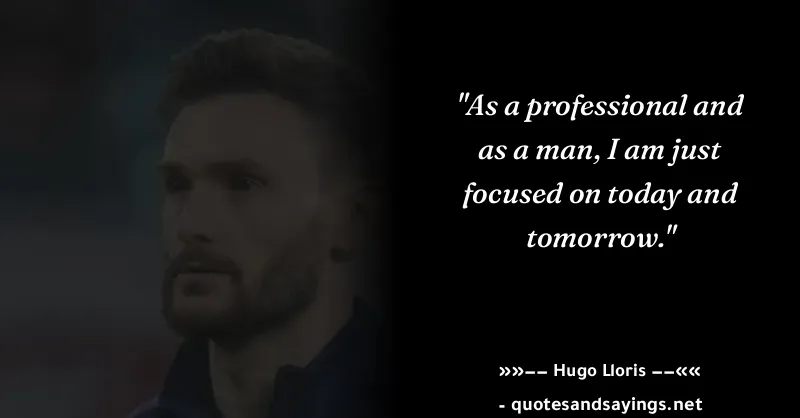 "As a professional and
as a man, I am just
focused on today and
tomorrow."
»»−− Hugo Lloris −−««
- quotesandsayings.net